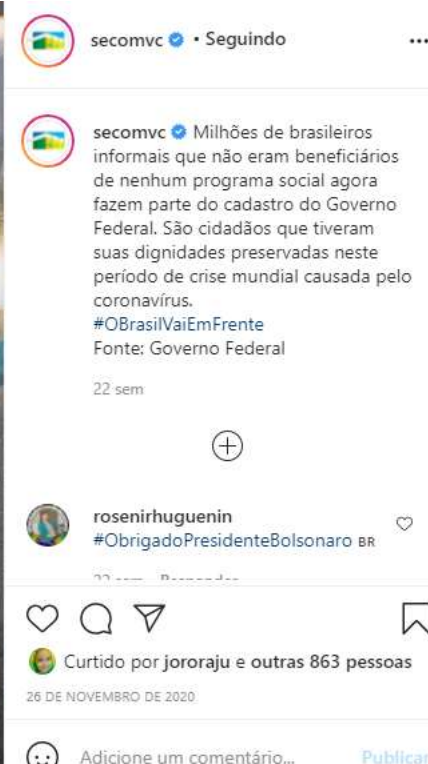 secomvc • Seguindo
secomvc Milhões de brasileiros
informais que não eram beneficiários
de nenhum programa social agora
fazem parte do cadastro do Governo
Federal. São cidadãos que tiveram
suas dignidades preservadas neste
período de crise mundial causada pelo
coronavírus.
#OBrasilVaiEmFrente
Fonte: Governo Federal
22 sem
rosenirhuguenin
#ObrigadoPresidenteBolsonaro BR
22 sem Responder
Curtido por jororaju e outras 863 pessoas
26 DE NOVEMBRO DE 2020
Adicione um comentário... Publicar